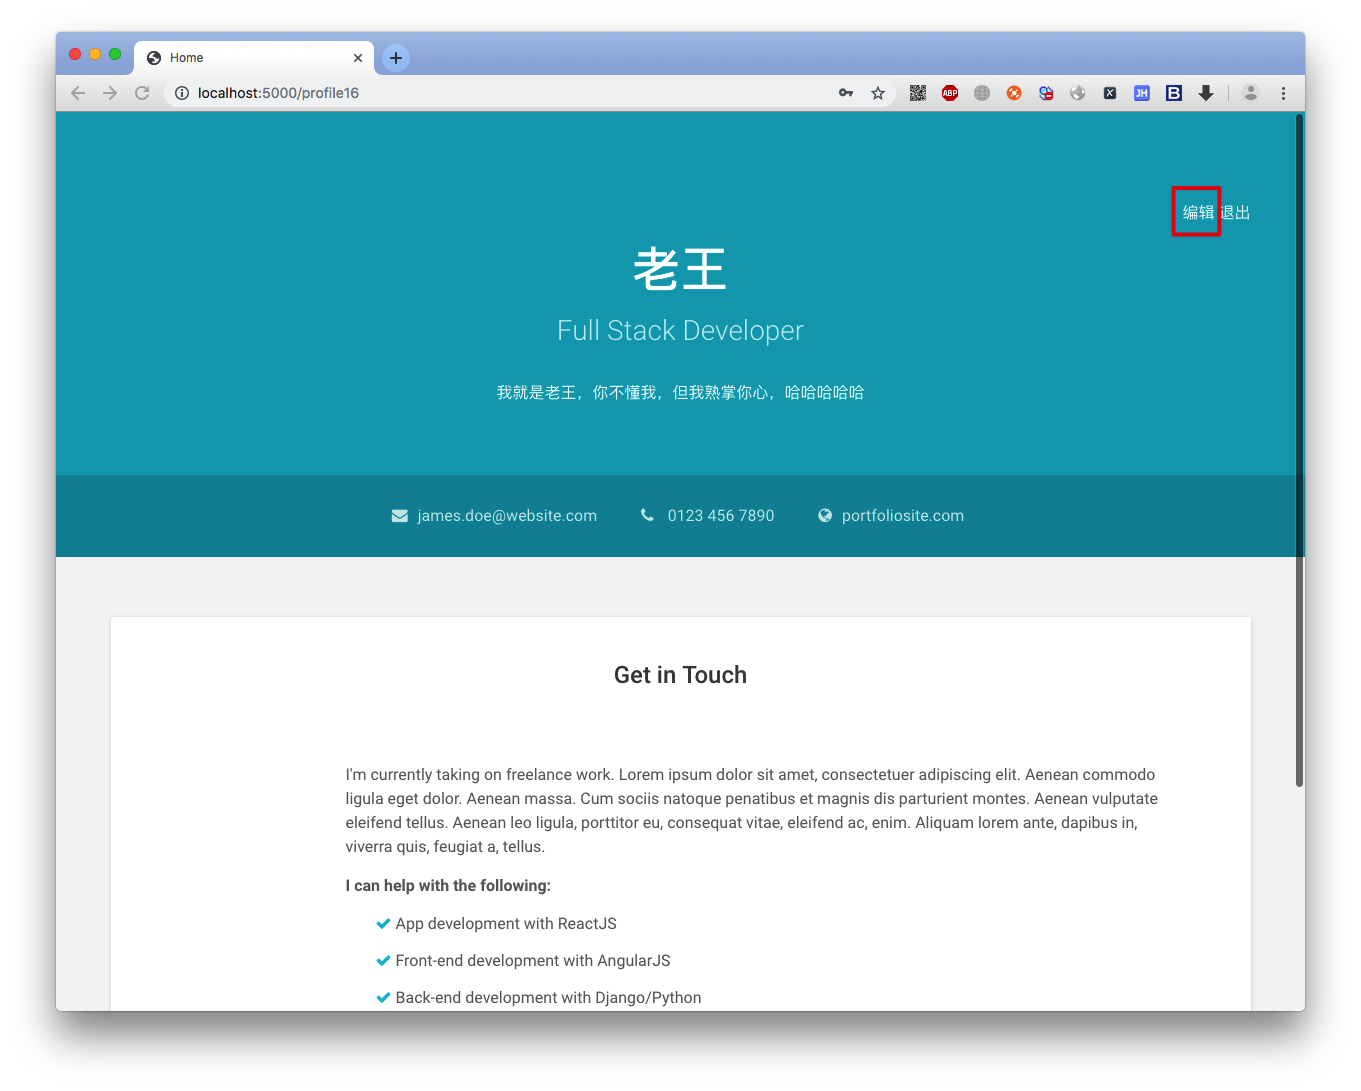 Home
localhost:5000/profile16
ABP
JH
B
编辑 退出
老王
Full Stack Developer
我就是老王，你不懂我，但我熟掌你心，哈哈哈哈哈
james.doe@website.com 0123 456 7890 portfoliosite.com
Get in Touch
I'm currently taking on freelance work. Lorem ipsum dolor sit amet, consectetuer adipiscing elit. Aenean commodo
ligula eget dolor. Aenean massa. Cum sociis natoque penatibus et magnis dis parturient montes. Aenean vulputate
eleifend tellus. Aenean leo ligula, porttitor eu, consequat vitae, eleifend ac, enim. Aliquam lorem ante, dapibus in,
viverra quis, feugiat a, tellus.
I can help with the following:
App development with ReactJS
Front-end development with AngularJS
Back-end development with Django/Python